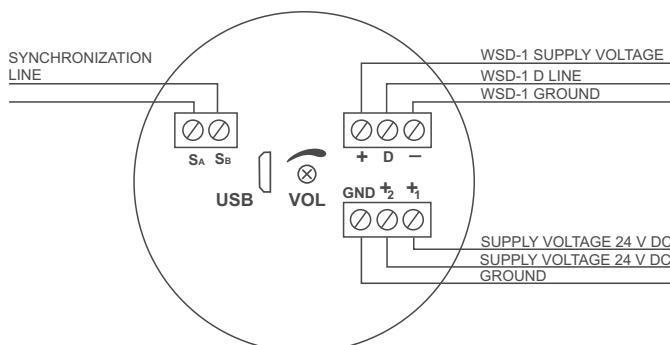 SYNCHRONIZATION
LINE
WSD-1 SUPPLY VOLTAGE
WSD-1 D LINE
WSD-1 GROUND
SA SB
+ D −
USB VOL
GND +2 +1
SUPPLY VOLTAGE 24 V DC
SUPPLY VOLTAGE 24 V DC
GROUND